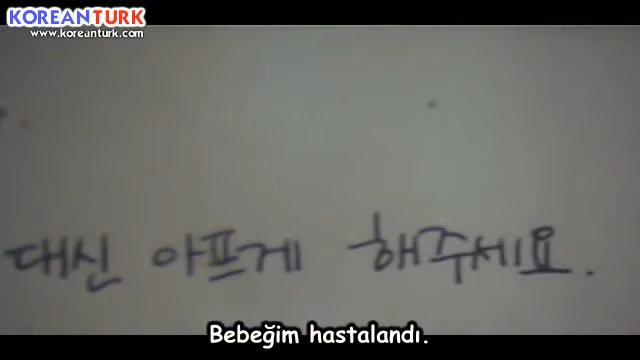 KOREANTURK
www.koreanturk.com
대신 아프게 해주세요.
Bebeğim hastalandı.